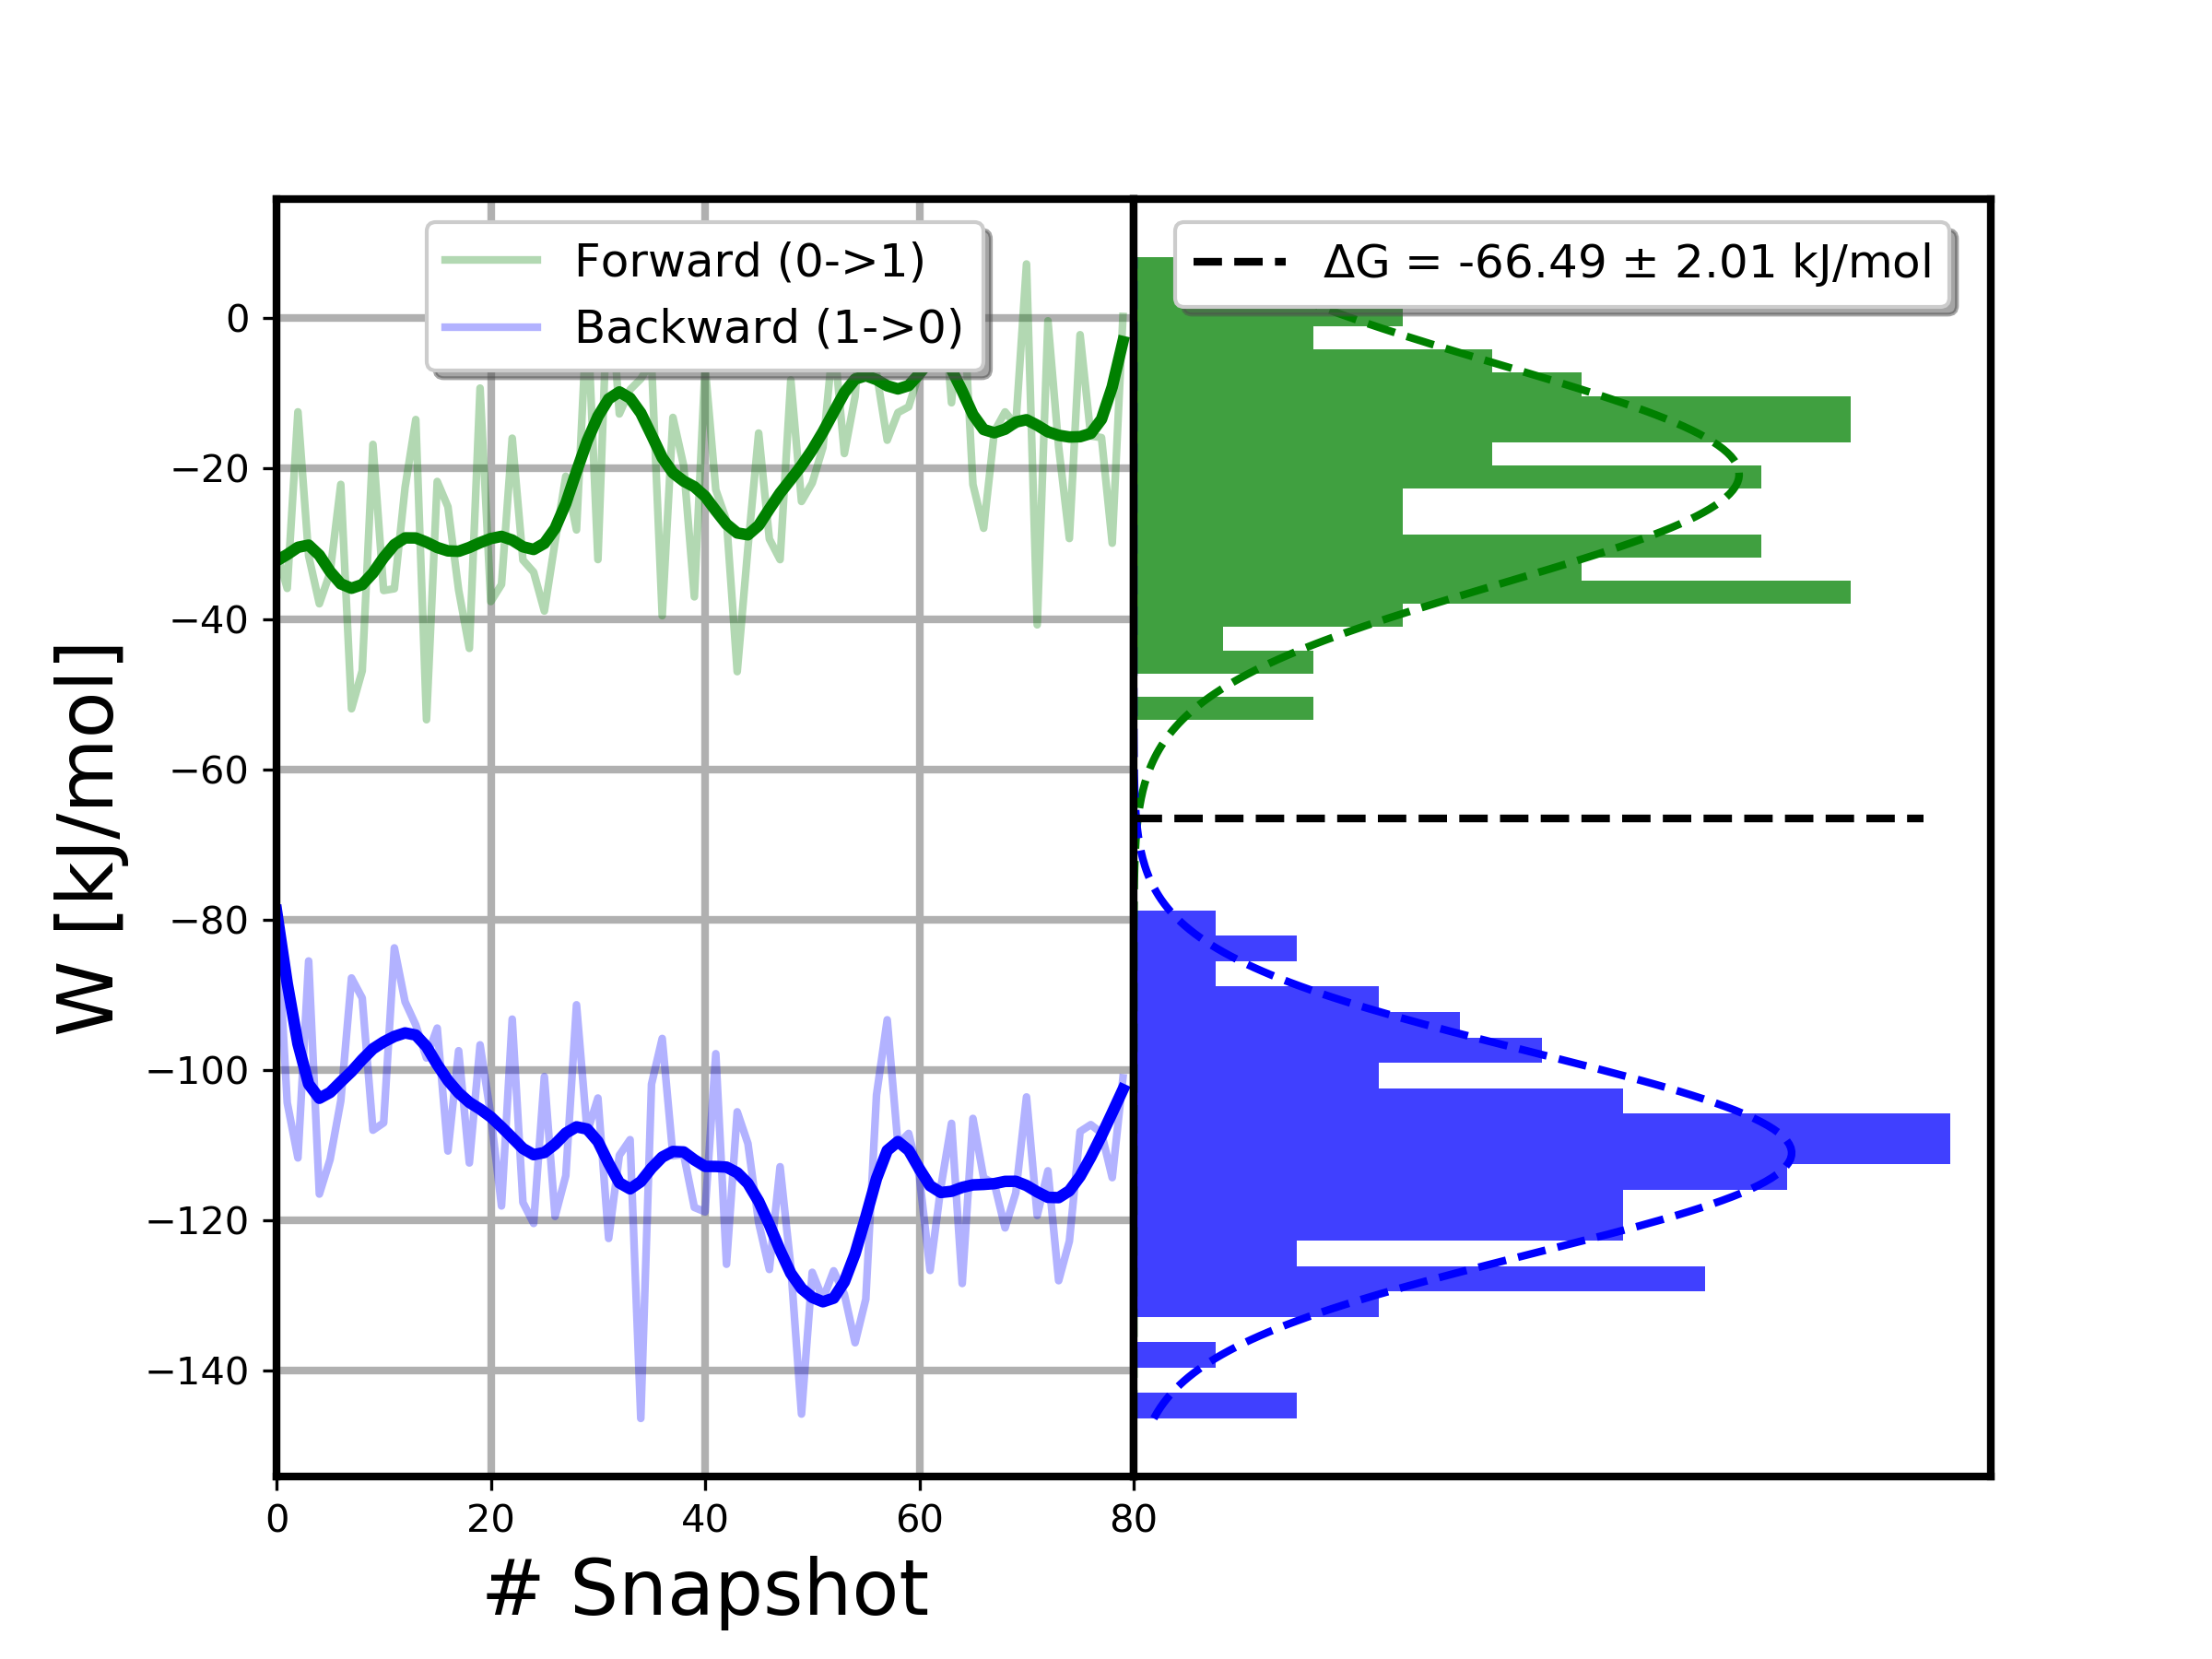 Forward (0->1)
Backward (1->0)
ΔG = -66.49 ± 2.01 kJ/mol
W [kJ/mol]
0
−20
−40
−60
−80
−100
−120
−140
0 20 40 60 80
# Snapshot